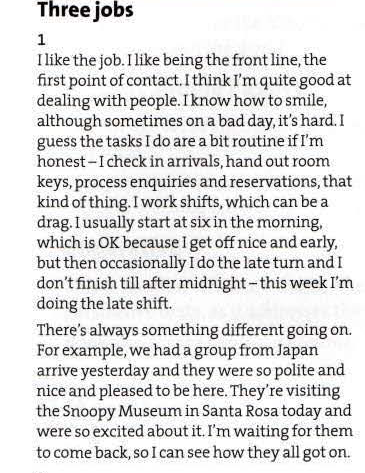 Three jobs
1
I like the job. I like being the front line, the
first point of contact. I think I'm quite good at
dealing with people. I know how to smile,
although sometimes on a bad day, it's hard. I
guess the tasks I do are a bit routine if I'm
honest – I check in arrivals, hand out room
keys, process enquiries and reservations, that
kind of thing. I work shifts, which can be a
drag. I usually start at six in the morning,
which is OK because I get off nice and early,
but then occasionally I do the late turn and I
don't finish till after midnight – this week I'm
doing the late shift.
There's always something different going on.
For example, we had a group from Japan
arrive yesterday and they were so polite and
nice and pleased to be here. They're visiting
the Snoopy Museum in Santa Rosa today and
were so excited about it. I'm waiting for them
to come back, so I can see how they all got on.